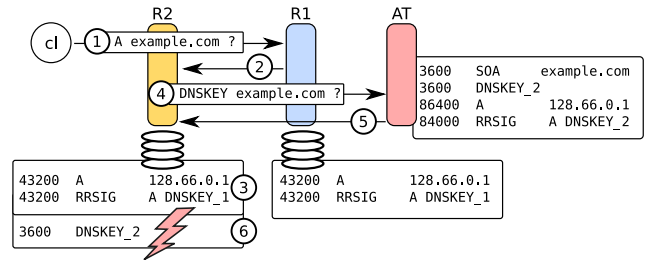 R2 R1 AT
cl 1 A example.com ?
2
4 DNSKEY example.com ?
5
3600 SOA example.com
3600 DNSKEY_2
86400 A 128.66.0.1
84000 RRSIG A DNSKEY_2
43200 A 128.66.0.1
43200 RRSIG A DNSKEY_1
3
3600 DNSKEY_2
6
43200 A 128.66.0.1
43200 RRSIG A DNSKEY_1